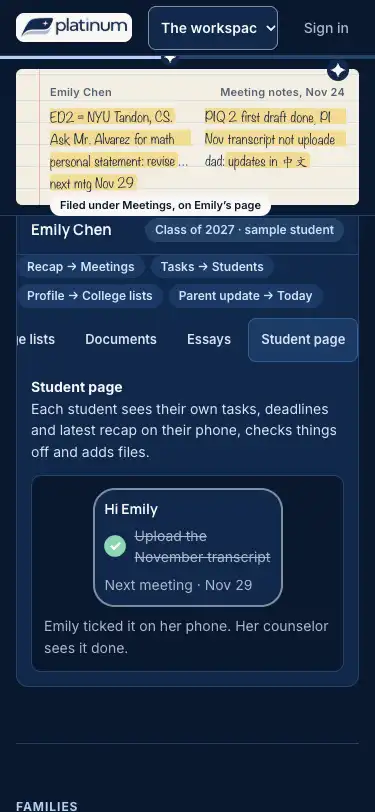 platinum
The workspac
Sign in
Emily Chen
Meeting notes, Nov 24
ED2 = NYU Tandon, CS.
Ask Mr. Alvarez for math
personal statement: revise ...
next mtg Nov 29
PIQ 2 first draft done, PI
Nov transcript not uploade
dad: updates in 中文
Filed under Meetings, on Emily's page
Emily Chen
Class of 2027 · sample student
Recap → Meetings
Tasks → Students
Profile → College lists
Parent update → Today
ge lists
Documents
Essays
Student page
Student page
Each student sees their own tasks, deadlines
and latest recap on their phone, checks things
off and adds files.
Hi Emily
Upload the
November transcript
Next meeting · Nov 29
Emily ticked it on her phone. Her counselor
sees it done.
FAMILIES